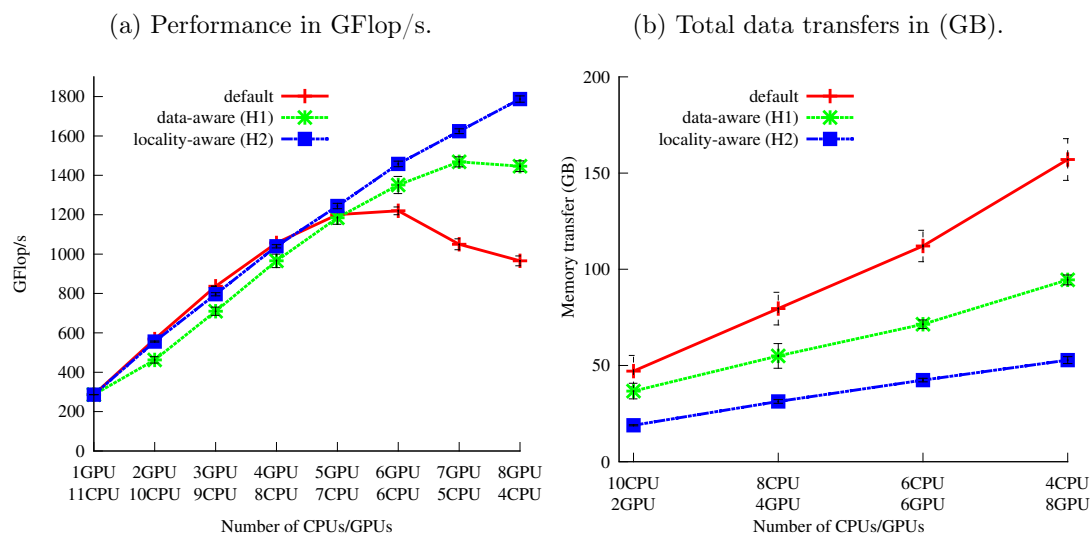 (a) Performance in GFlop/s.
1800
1600
1400
1200
1000
800
600
400
200
0
GFlop/s
default
data-aware (H1)
locality-aware (H2)
1GPU 2GPU 3GPU 4GPU 5GPU 6GPU 7GPU 8GPU
11CPU 10CPU 9CPU 8CPU 7CPU 6CPU 5CPU 4CPU
Number of CPUs/GPUs
(b) Total data transfers in (GB).
200
150
100
50
0
Memory transfer (GB)
default
data-aware (H1)
locality-aware (H2)
10CPU 8CPU 6CPU 4CPU
2GPU 4GPU 6GPU 8GPU
Number of CPUs/GPUs